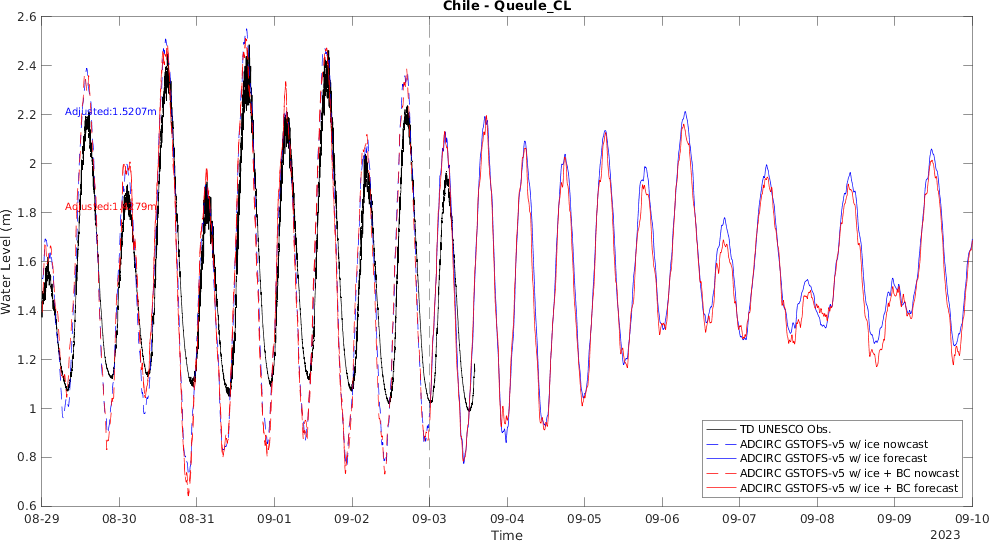 Chile - Queule_CL
2.6
2.4
2.2
2
1.8
1.6
1.4
1.2
1
0.8
0.6
Water Level (m)
Adjusted:1.5207m
08-29
08-30
08-31
09-01
09-02
09-03
09-04
09-05
09-06
09-07
09-08
09-09
09-10
2023
Time
TD UNESCO Obs.
ADCIRC GSTOFS-v5 w/ ice nowcast
ADCIRC GSTOFS-v5 w/ ice forecast
ADCIRC GSTOFS-v5 w/ ice + BC nowcast
ADCIRC GSTOFS-v5 w/ ice + BC forecast